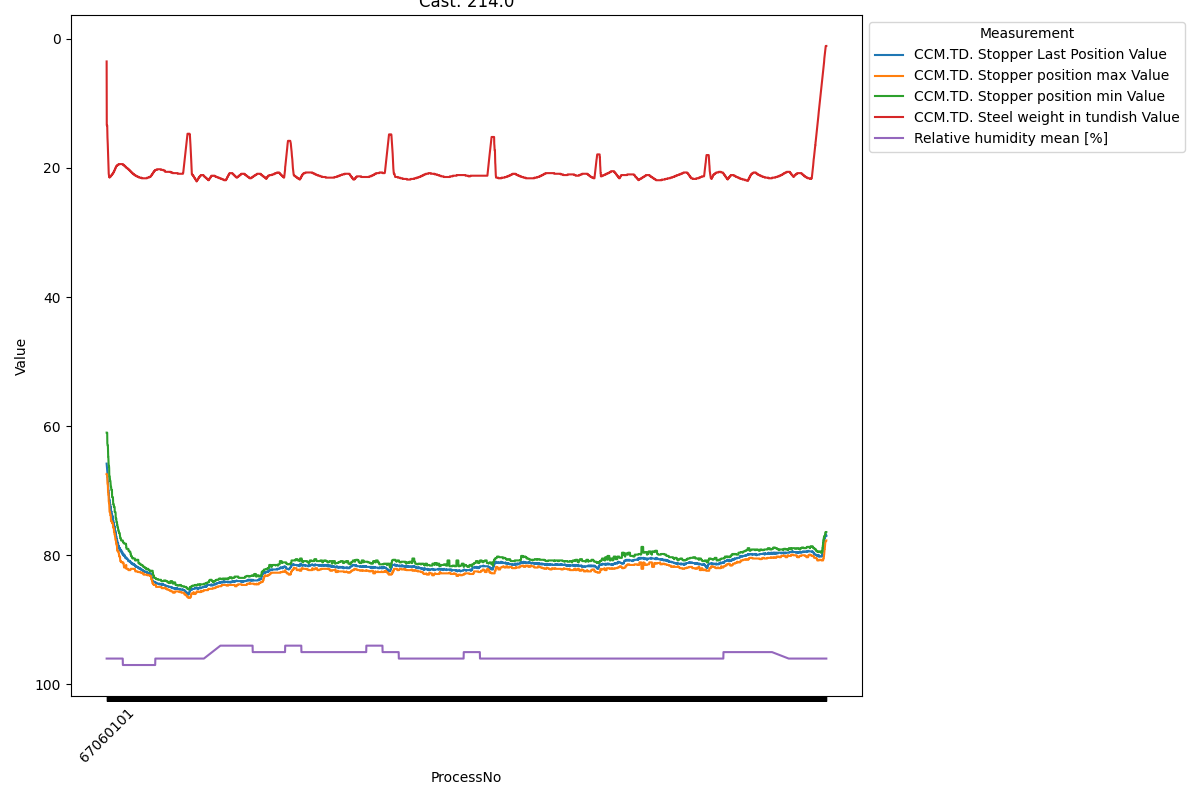 Cast: 214.0
Measurement
CCM.TD. Stopper Last Position Value
CCM.TD. Stopper position max Value
CCM.TD. Stopper position min Value
CCM.TD. Steel weight in tundish Value
Relative humidity mean [%]
0
20
40
60
80
100
Value
67060101
ProcessNo